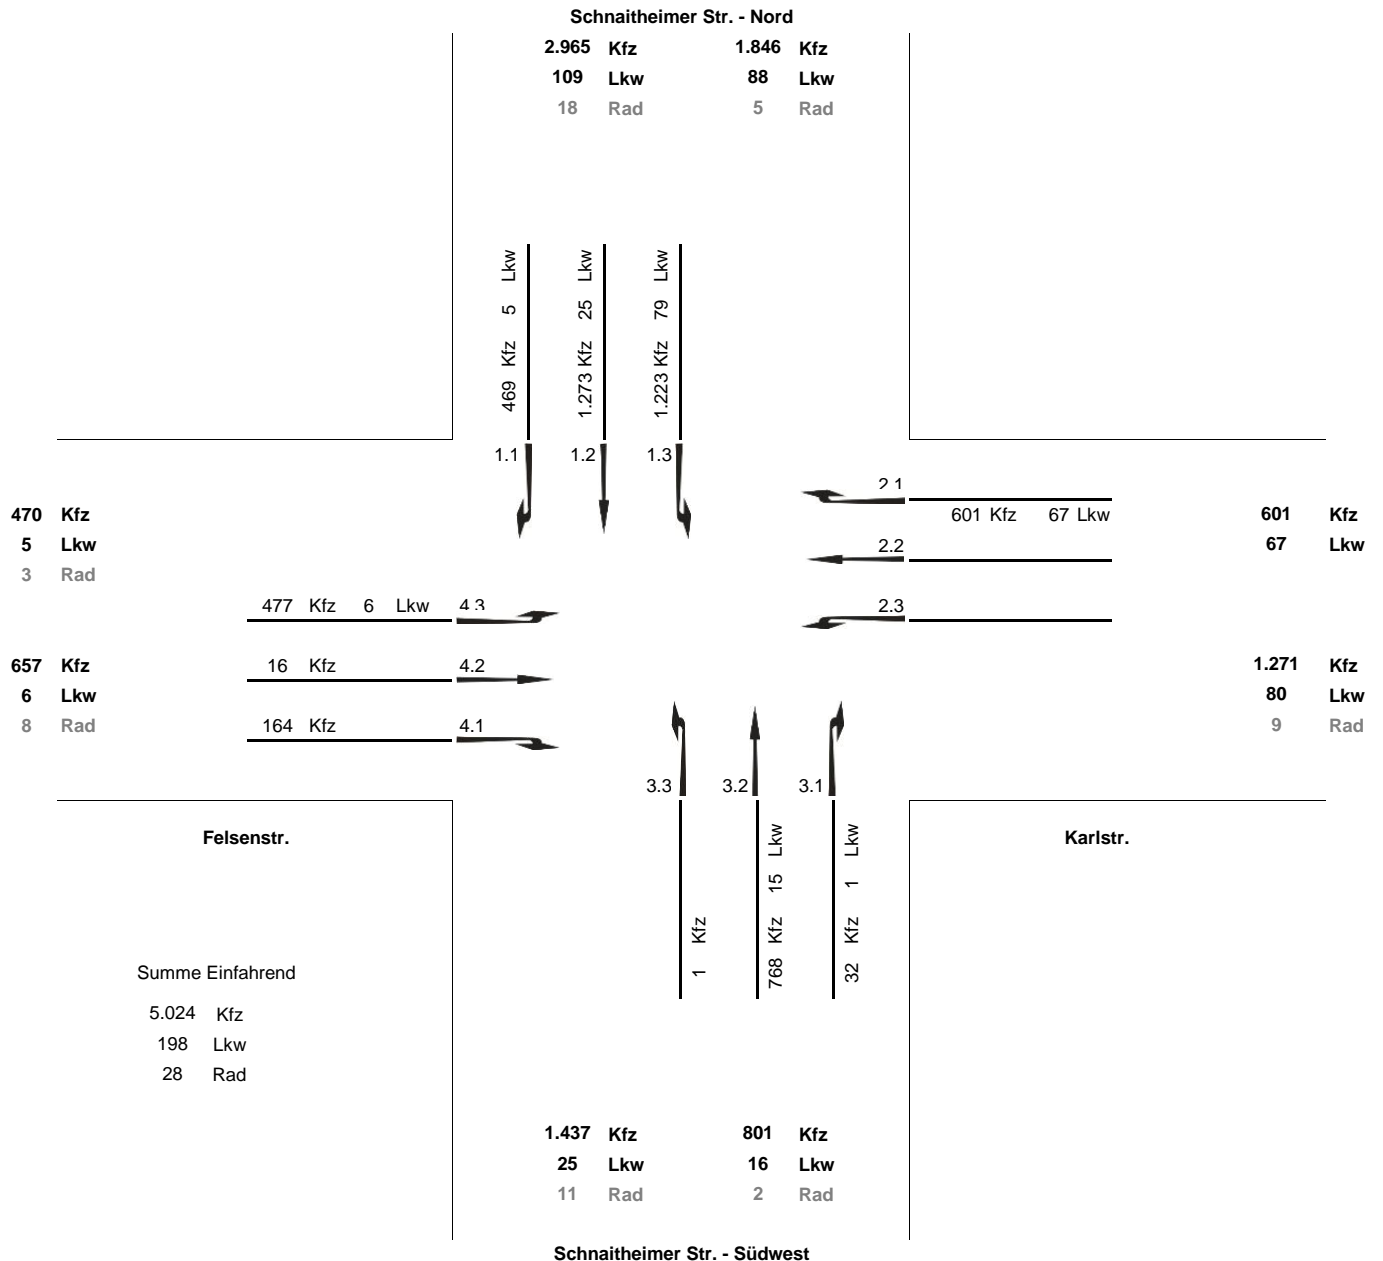 Schnaitheimer Str. - Nord
2.965 Kfz 1.846 Kfz
109 Lkw 88 Lkw
18 Rad 5 Rad
469 Kfz 5 Lkw
1.273 Kfz 25 Lkw
1.223 Kfz 79 Lkw
1.1 1.2 1.3
2.1
601 Kfz 67 Lkw
2.2
2.3
470 Kfz
5 Lkw
3 Rad
601 Kfz
67 Lkw
477 Kfz 6 Lkw 4.3
16 Kfz 4.2
164 Kfz 4.1
657 Kfz
6 Lkw
8 Rad
1.271 Kfz
80 Lkw
9 Rad
3.3 3.2 3.1
1 Kfz
768 Kfz 15 Lkw
32 Kfz 1 Lkw
Felsenstr.
Karlstr.
Summe Einfahrend
5.024 Kfz
198 Lkw
28 Rad
1.437 Kfz 801 Kfz
25 Lkw 16 Lkw
11 Rad 2 Rad
Schnaitheimer Str. - Südwest